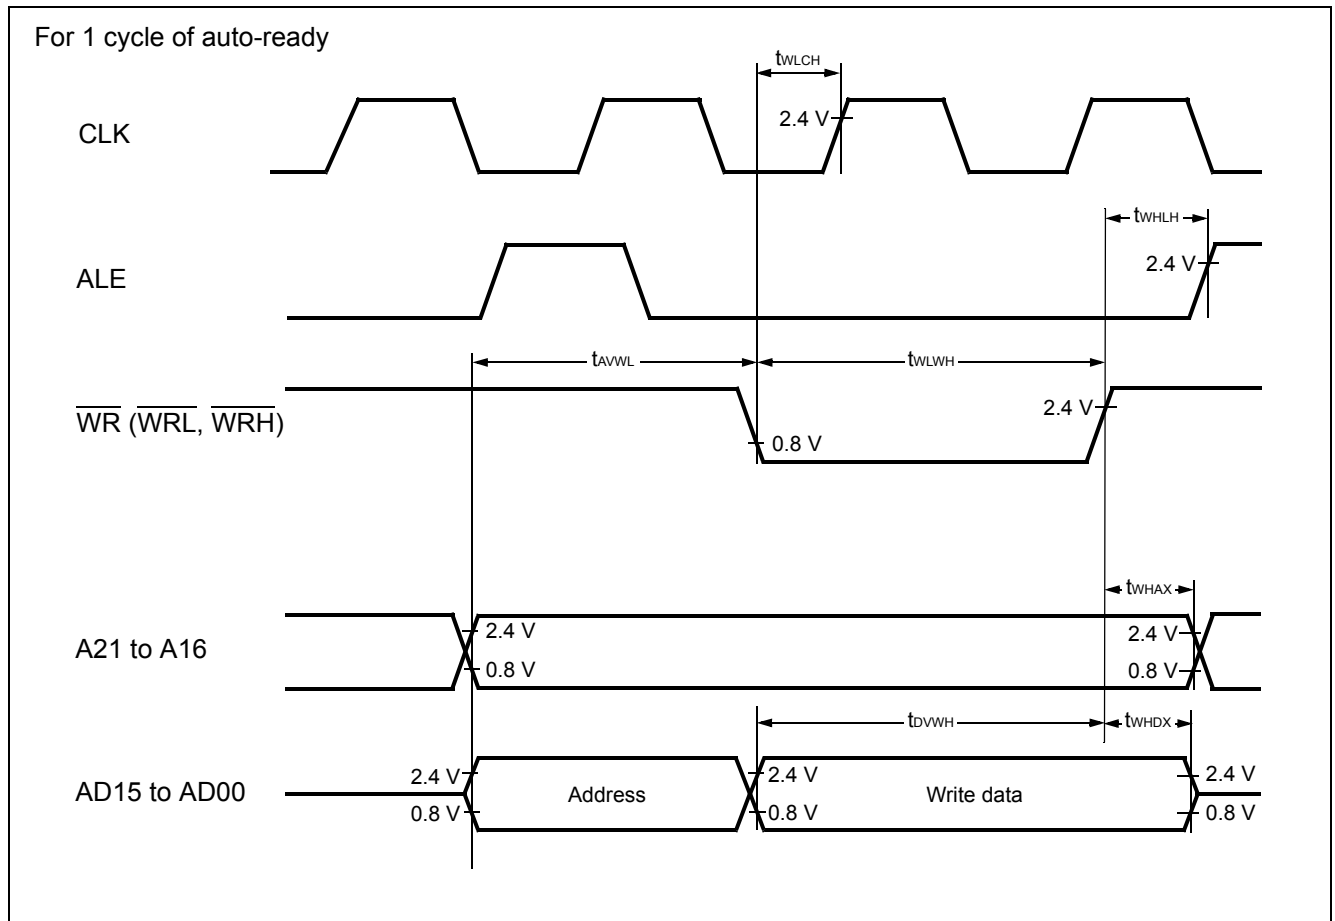 For 1 cycle of auto-ready
tWLCH
2.4 V
CLK
tWHLH
2.4 V
ALE
tAVWL
tWLWH
2.4 V
WR (WRL, WRH)
0.8 V
tWHAX
2.4 V
2.4 V
A21 to A16
0.8 V
0.8 V
tDVWH
tWHDX
2.4 V
2.4 V
2.4 V
AD15 to AD00
Address
Write data
0.8 V
0.8 V
0.8 V